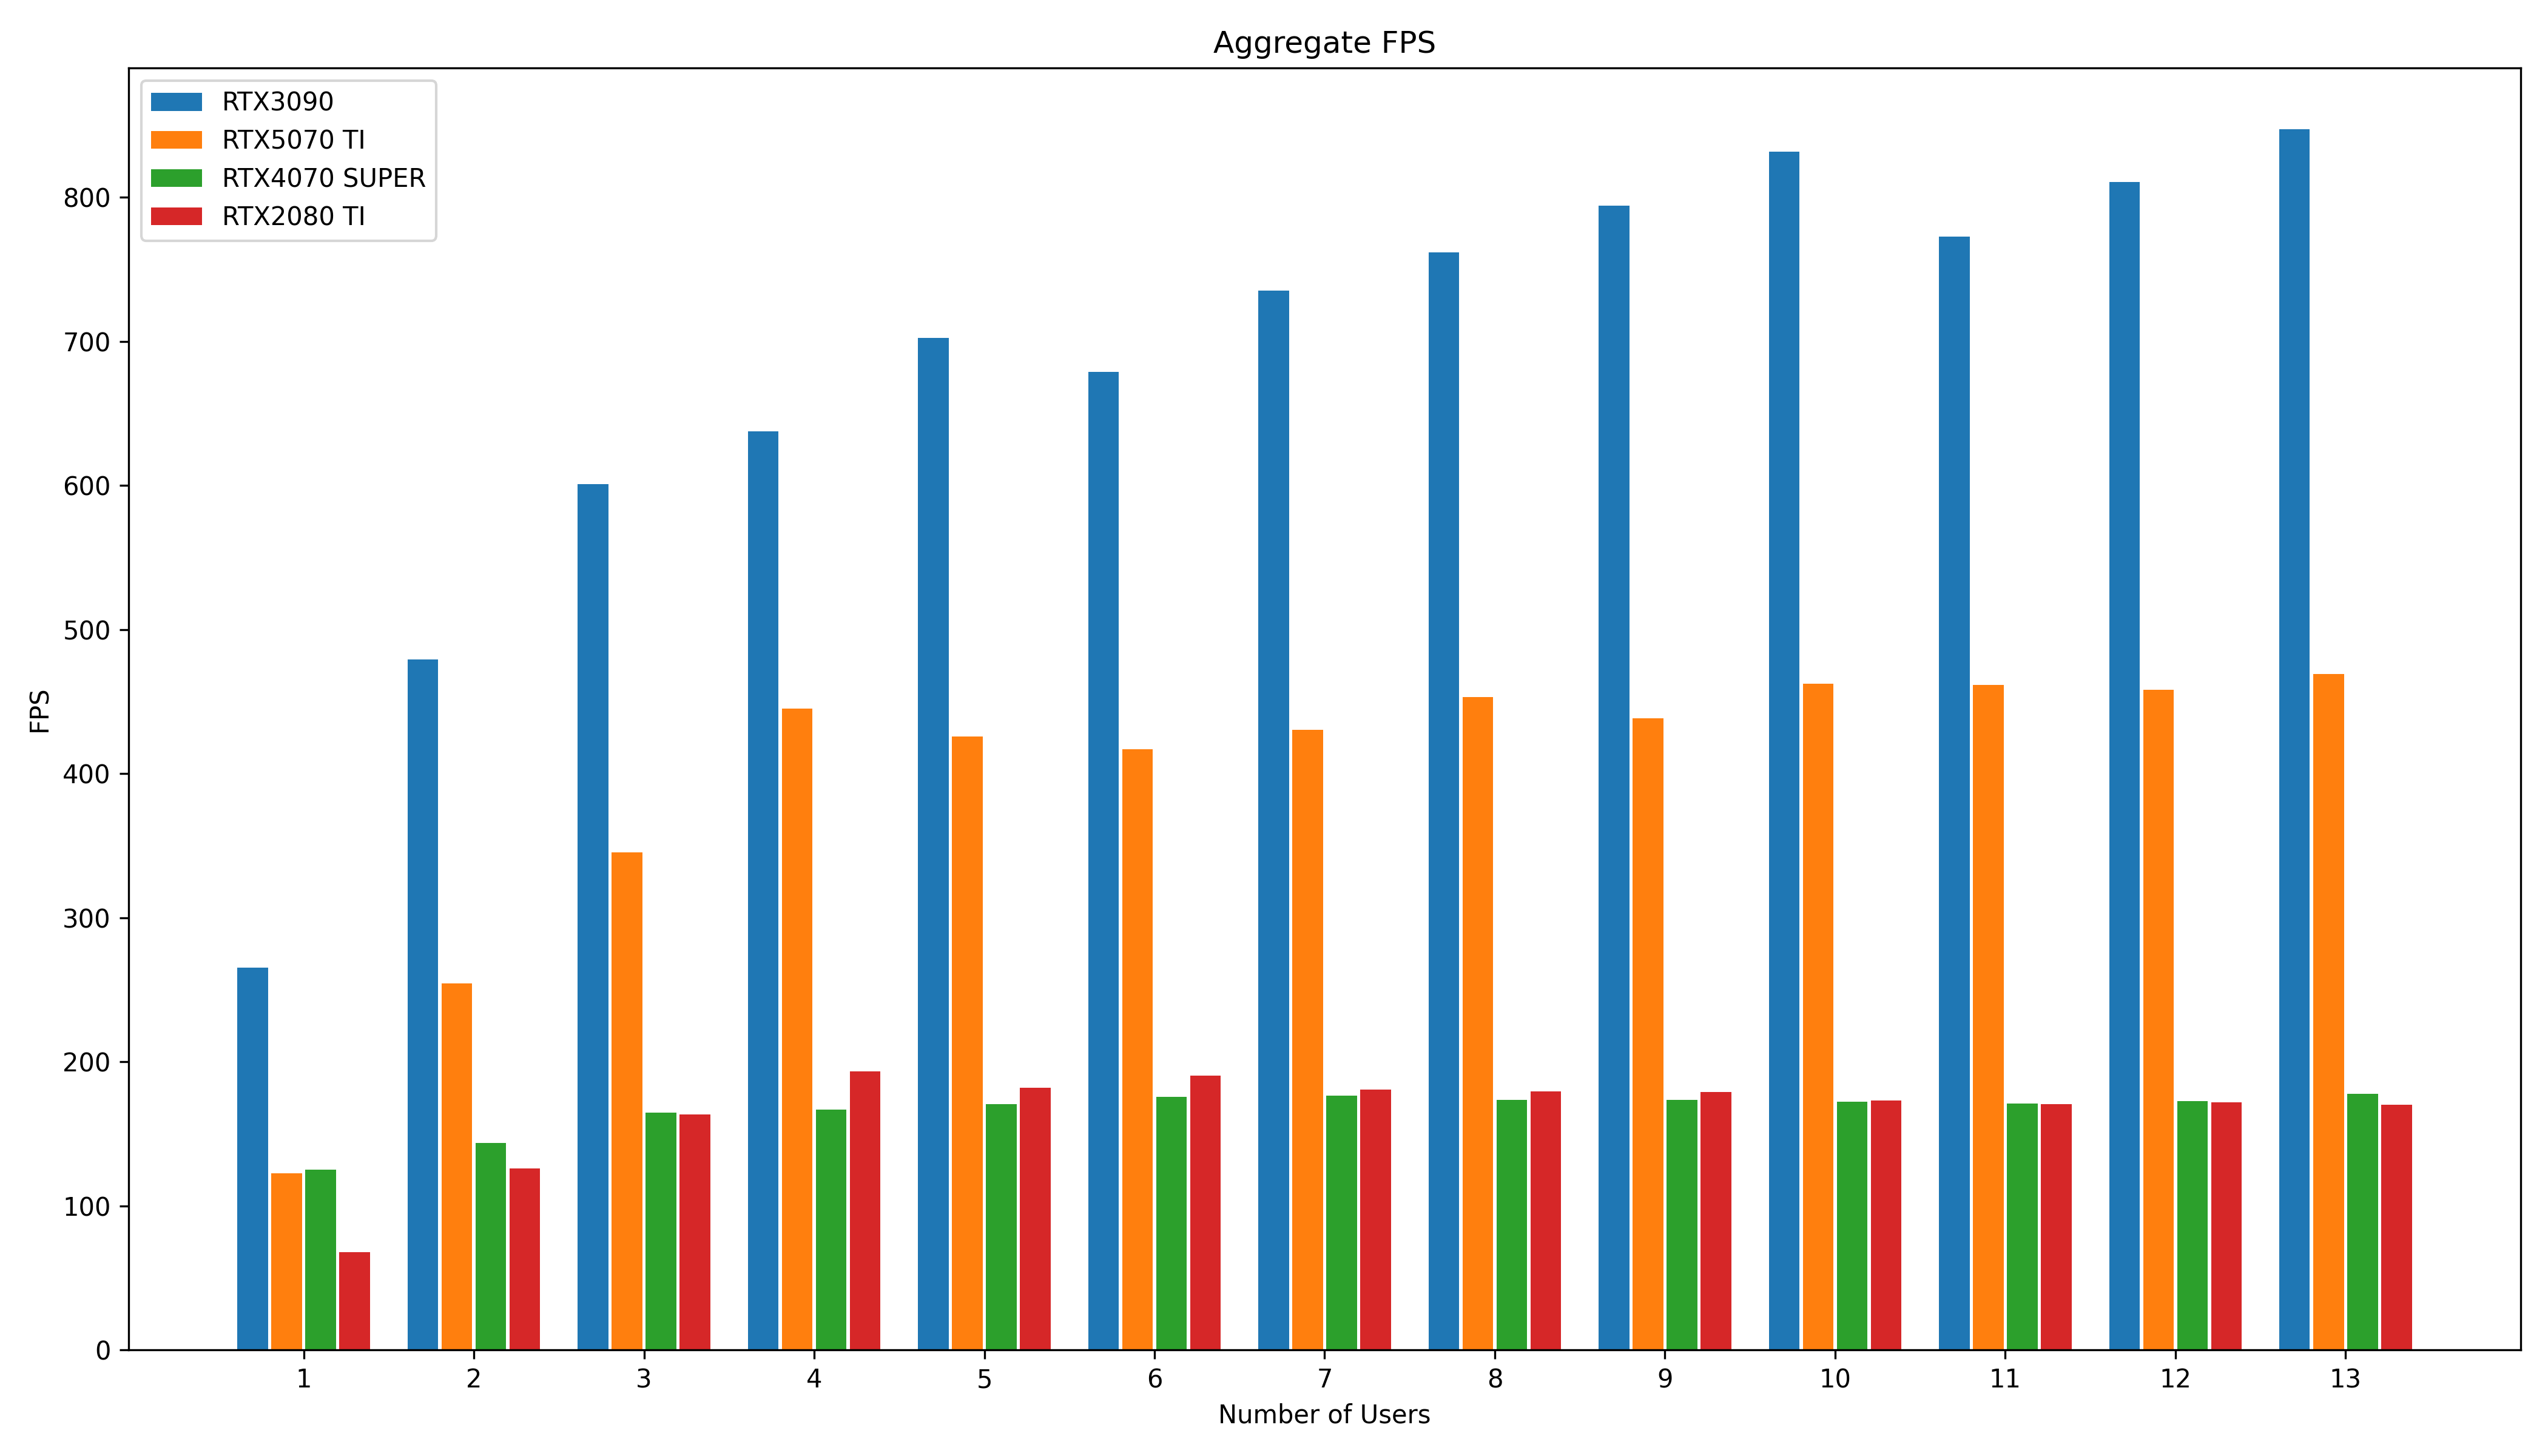 Aggregate FPS
RTX3090
RTX5070 TI
RTX4070 SUPER
RTX2080 TI
800
700
600
500
400
300
200
100
0
FPS
1 2 3 4 5 6 7 8 9 10 11 12 13
Number of Users